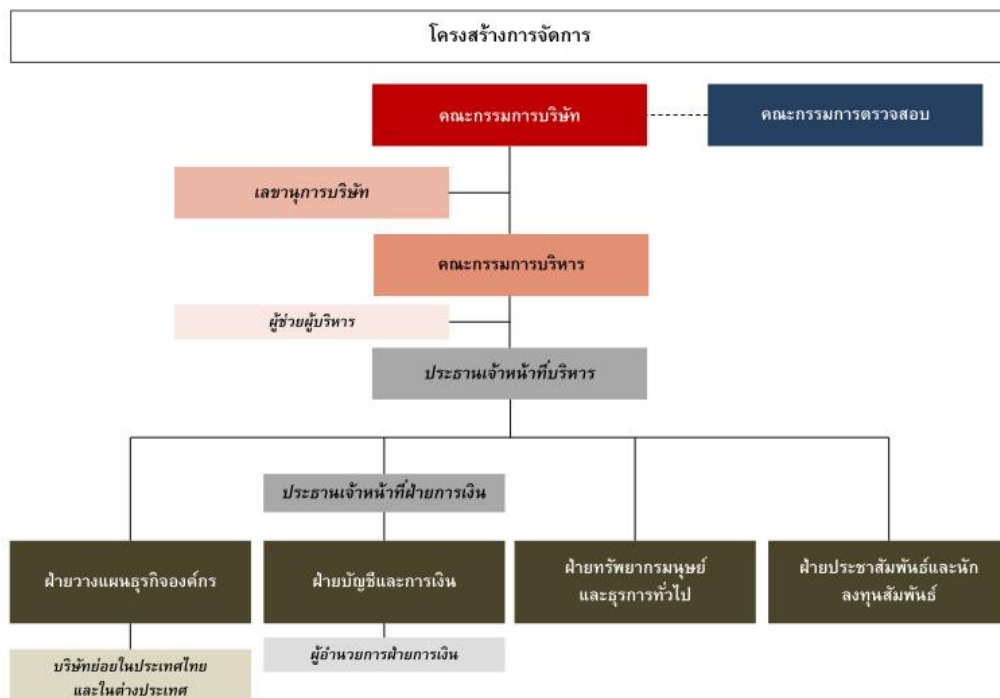 โครงสร้างการจัดการ
คณะกรรมการบริษัท
คณะกรรมการตรวจสอบ
เลขานุการบริษัท
คณะกรรมการบริหาร
ผู้ช่วยผู้บริหาร
ประธานเจ้าหน้าที่บริหาร
ประธานเจ้าหน้าที่ฝ่ายการเงิน
ฝ่ายวางแผนธุรกิจองค์กร
ฝ่ายบัญชีและการเงิน
ฝ่ายทรัพยากรมนุษย์
และธุรการทั่วไป
ฝ่ายประชาสัมพันธ์และนัก
ลงทุนสัมพันธ์
บริษัทย่อยในประเทศไทย
และในต่างประเทศ
ผู้อำนวยการฝ่ายการเงิน